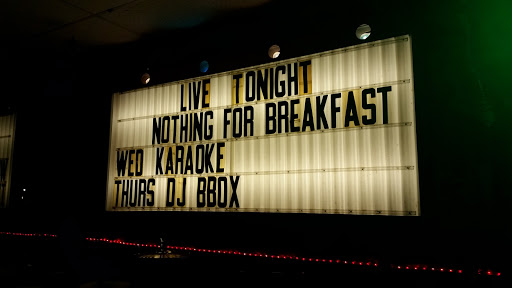 LIVE TONIGHT
NOTHING FOR BREAKFAST
WED KARAOKE
THURS DJ BBOX